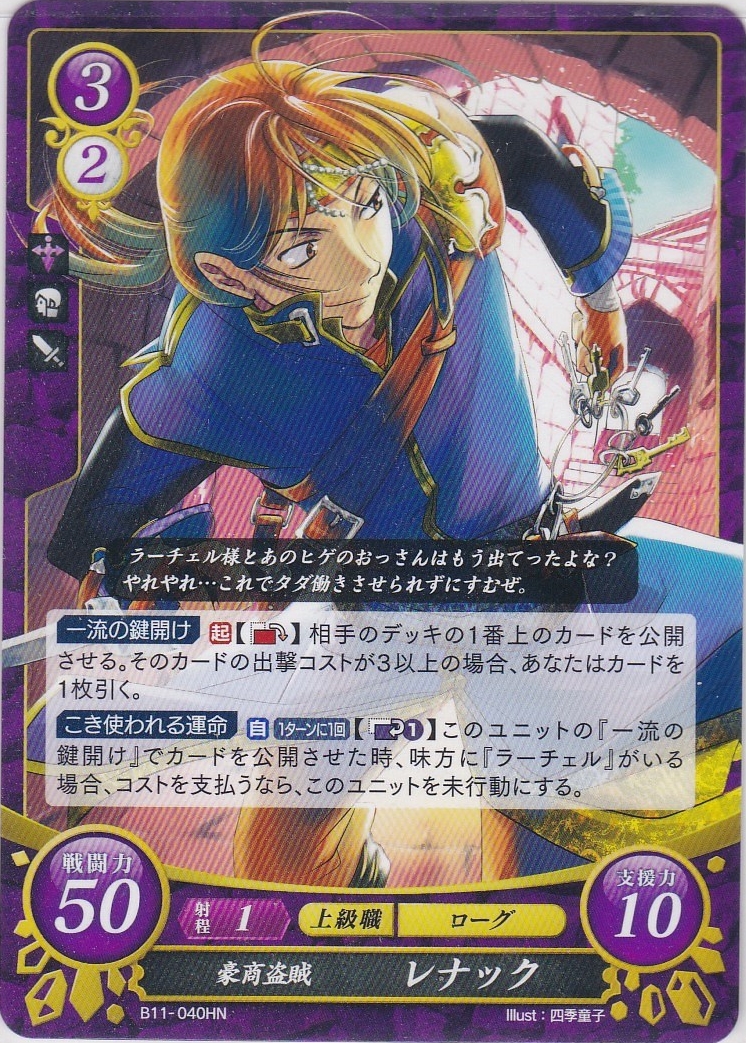 3
2
ラーチェル様とあのヒゲのおっさんはもう出てったよな?
やれやれ…これでタダ働きさせられずにすむぜ。
一流の鍵開け 起【 】相手のデッキの1番上のカードを公開
させる。そのカードの出撃コストが3以上の場合、あなたはカードを
1枚引く。
こき使われる運命 自 1ターンに1回【 1】このユニットの『一流の
鍵開け』でカードを公開させた時、味方に『ラーチェル』がいる
場合、コストを支払うなら、このユニットを未行動にする。
戦闘力
50
射程 1 上級職 ローグ
支援力
10
豪商盗賊 レナック
B11-040HN
Illust:四季童子